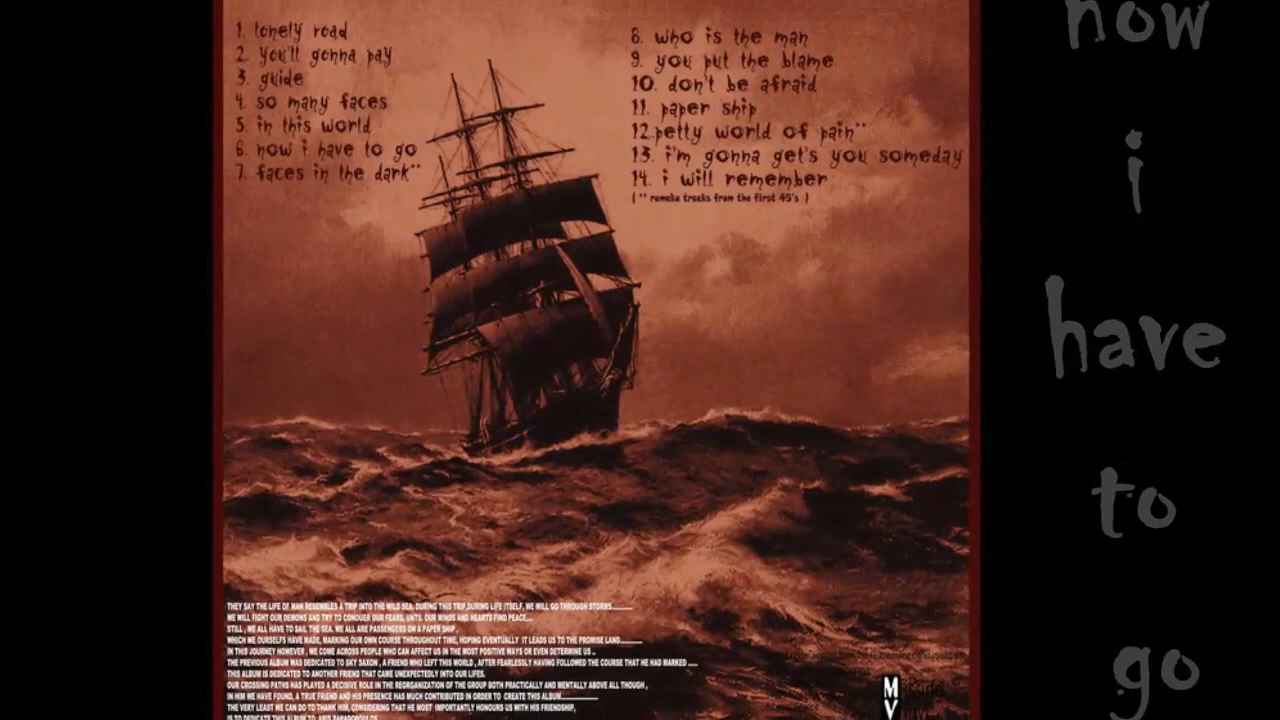 1. lonely road
2. you'll gonna pay
3. guide
4. so many faces
5. in this world
6. now i have to go
7. faces in the dark**
8. who is the man
9. you put the blame
10. don't be afraid
11. paper ship
12. petty world of pain**
13. i'm gonna get's you someday
14. i will remember
( ** remake tracks from the first 45's )
THEY SAY THE LIFE OF MAN RESEMBLES A TRIP INTO THE WILD SEA. DURING THIS TRIP,DURING LIFE ITSELF, WE WILL GO THROUGH STORMS.............
WE WILL FIGHT OUR DEMONS AND TRY TO CONQUER OUR FEARS, UNTIL OUR WINDS AND HEARTS FIND PEACE....
STILL , WE ALL HAVE TO SAIL THE SEA. WE ALL ARE PASSENGERS ON A PAPER SHIP ,
WHICH WE OURSELFS HAVE MADE, MARKING OUR OWN COURSE THROUGHOUT TIME, HOPING EVENTUALLY IT LEADS US TO THE PROMISE LAND.............
IN THIS JOURNEY HOWEVER , WE COME ACROSS PEOPLE WHO CAN AFFECT US IN THE MOST POSITIVE WAYS OR EVEN DETERMINE US ..
THE PREVIOUS ALBUM WAS DEDICATED TO SKY SAXON , A FRIEND WHO LEFT THIS WORLD , AFTER FEARLESSLY HAVING FOLLOWED THE COURSE THAT HE HAD MARKED .....
THIS ALBUM IS DEDICATED TO ANOTHER FRIEND THAT CAME UNEXPECTEDLY INTO OUR LIFES.
OUR CROSSING PATHS HAS PLAYED A DECISIVE ROLE IN THE REORGANIZATION OF THE GROUP BOTH PRACTICALLY AND MENTALLY ABOVE ALL THOUGH ,
IN HIM WE HAVE FOUND, A TRUE FRIEND AND HIS PRESENCE HAS MUCH CONTRIBUTED IN ORDER TO CREATE THIS ALBUM.....................
THE VERY LEAST WE CAN DO TO THANK HIM, CONSIDERING THAT HE MOST IMPORTANTLY HONOURS US WITH HIS FRIENDSHIP,
IS TO DEDICATE THIS ALBUM TO ARIS PARADOPOULOS
M
V
now
i
have
to
go